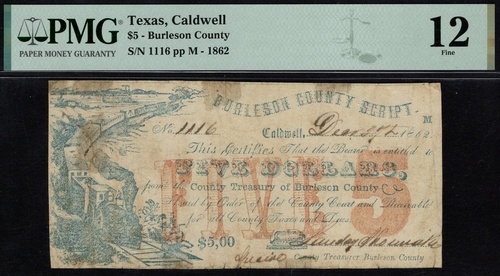 PMG
PAPER MONEY GUARANTY
Texas, Caldwell
$5 - Burleson County
S/N 1116 pp M - 1862
12
Fine
BURLESON COUNTY SCRIPT.
M
No. 1116 Caldwell, Dec 1862
This Certifies That the Bearer is entitled to
FIVE DOLLARS,
from the County Treasury of Burleson County
Issued by Order of the County Court and Receivable
for all County Taxes and Dues.
$5,00
County Treasurer Burleson County